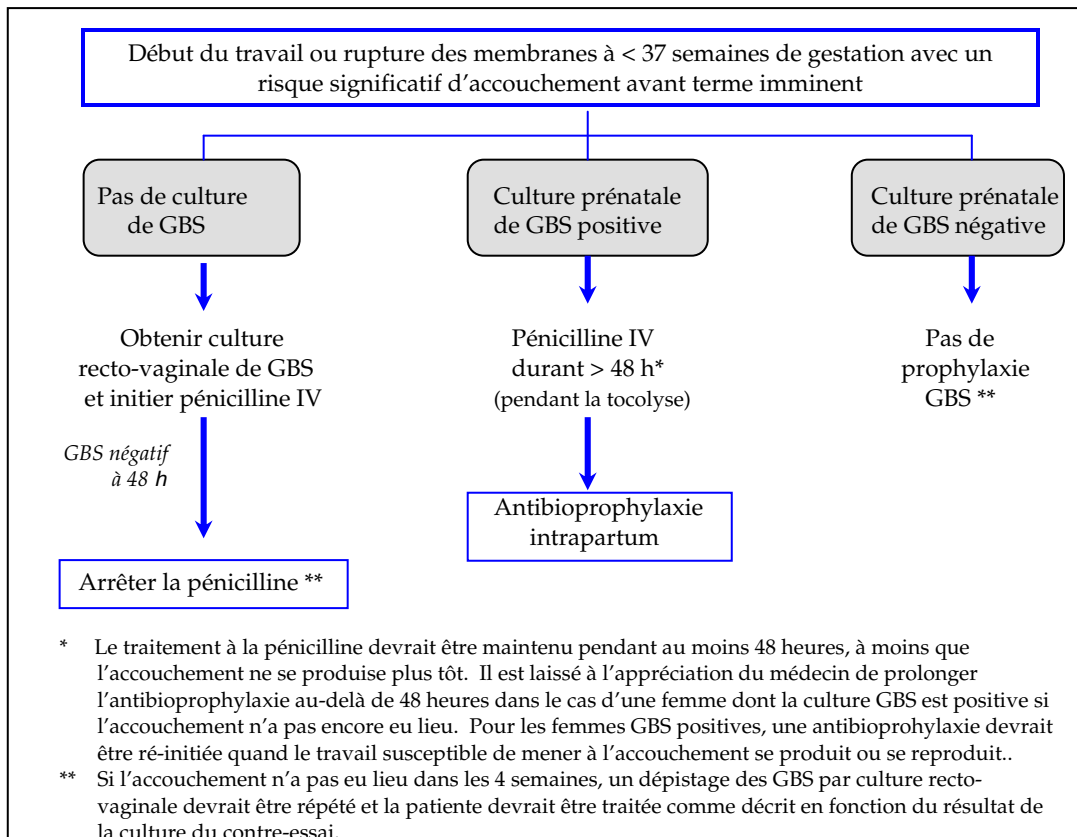 Début du travail ou rupture des membranes à < 37 semaines de gestation avec un
risque significatif d'accouchement avant terme imminent
Pas de culture
de GBS
Culture prénatale
de GBS positive
Culture prénatale
de GBS négative
Obtenir culture
recto-vaginale de GBS
et initier pénicilline IV
Pénicilline IV
durant > 48 h*
(pendant la tocolyse)
Pas de
prophylaxie
GBS **
GBS négatif
à 48 h
Antibioprophylaxie
intrapartum
Arrêter la pénicilline **
* Le traitement à la pénicilline devrait être maintenu pendant au moins 48 heures, à moins que
l'accouchement ne se produise plus tôt. Il est laissé à l'appréciation du médecin de prolonger
l'antibioprophylaxie au-delà de 48 heures dans le cas d'une femme dont la culture GBS est positive si
l'accouchement n'a pas encore eu lieu. Pour les femmes GBS positives, une antibioprohylaxie devrait
être ré-initiée quand le travail susceptible de mener à l'accouchement se produit ou se reproduit..
** Si l'accouchement n'a pas eu lieu dans les 4 semaines, un dépistage des GBS par culture recto-
vaginale devrait être répété et la patiente devrait être traitée comme décrit en fonction du résultat de
la culture du contre-essai.